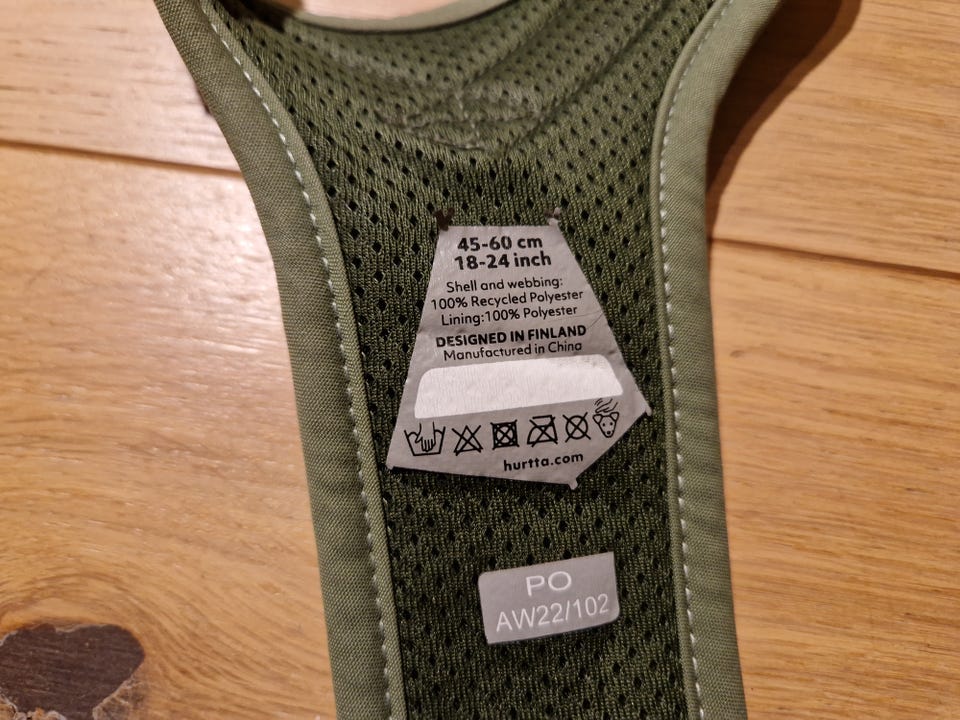 45-60 cm
18-24 inch
Shell and webbing:
100% Recycled Polyester
Lining:100% Polyester
DESIGNED IN FINLAND
Manufactured in China
hurtta.com
PO
AW22/102